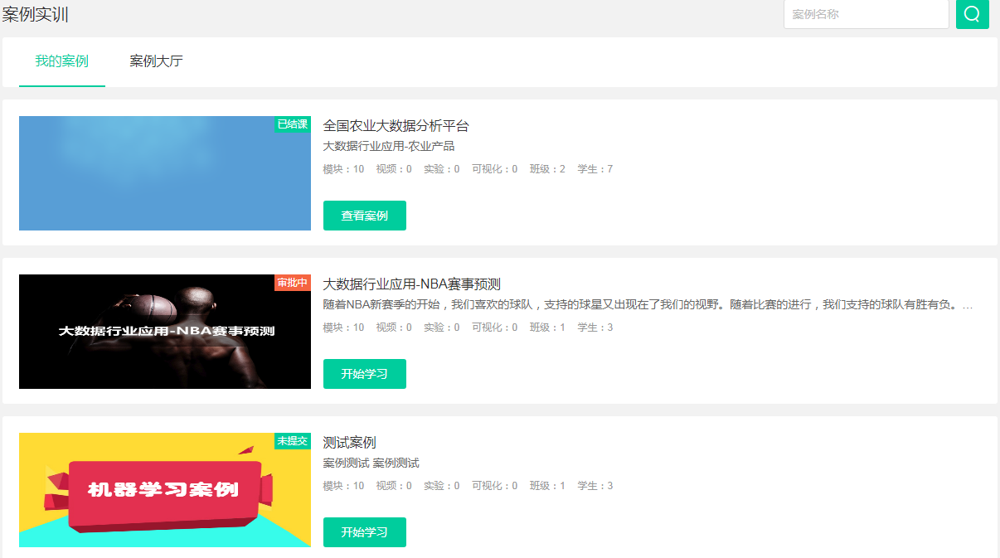 案例实训
案例名称
我的案例 案例大厅
已结课
全国农业大数据分析平台
大数据行业应用-农业产品
模块：10 视频：0 实验：0 可视化：0 班级：2 学生：7
查看案例
审批中
大数据行业应用-NBA赛事预测
大数据行业应用-NBA赛事预测
随着NBA新赛季的开始，我们喜欢的球队，支持的球星又出现在了我们的视野。随着比赛的进行，我们支持的球队有胜有负。...
模块：10 视频：0 实验：0 可视化：0 班级：1 学生：3
开始学习
未提交
机器学习案例
测试案例
案例测试 案例测试
模块：10 视频：0 实验：0 可视化：0 班级：1 学生：3
开始学习